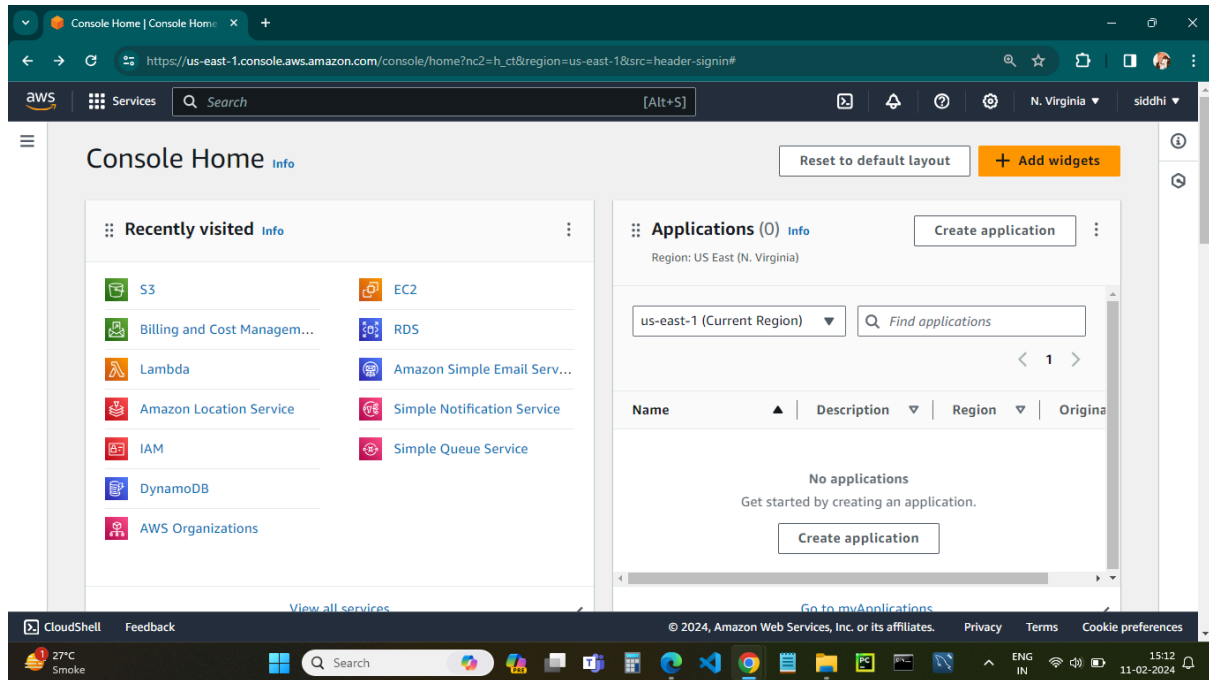 Console Home | Console Home
https://us-east-1.console.aws.amazon.com/console/home?nc2=h_ct&region=us-east-1&src=header-signin#
aws Services Search [Alt+S] N. Virginia siddhi
Console Home Info
Reset to default layout
Add widgets
Recently visited Info
S3
Billing and Cost Managem...
Lambda
Amazon Location Service
IAM
DynamoDB
AWS Organizations
EC2
RDS
Amazon Simple Email Serv...
Simple Notification Service
Simple Queue Service
View all services
Applications (0) Info
Create application
Region: US East (N. Virginia)
us-east-1 (Current Region)
Find applications
1
Name Description Region Origina
No applications
Get started by creating an application.
Create application
Go to myApplications
CloudShell Feedback © 2024, Amazon Web Services, Inc. or its affiliates. Privacy Terms Cookie preferences
1
27°C
Smoke
Search
PRE
ENG
IN
15:12
11-02-2024